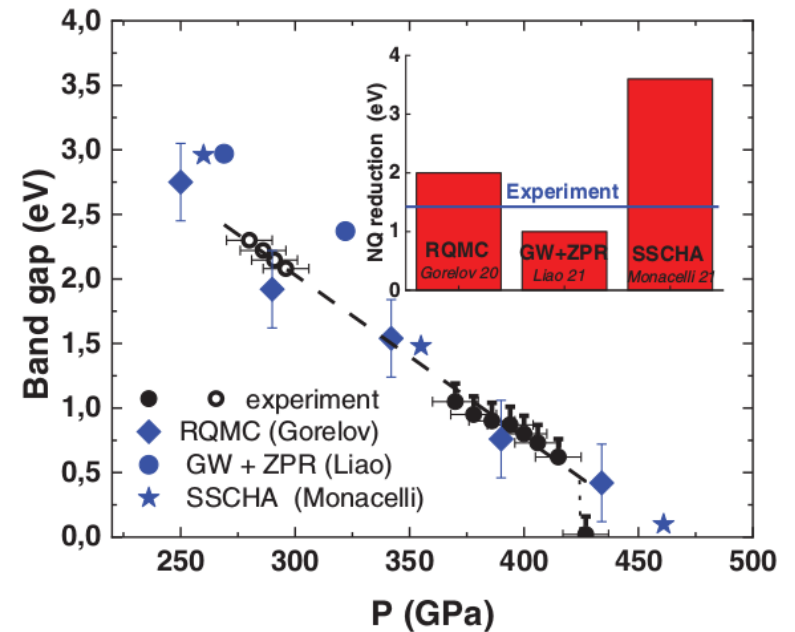 4,0
3,5
3,0
2,5
2,0
1,5
1,0
0,5
0,0
Band gap (eV)
250
300
350
400
450
500
P (GPa)
experiment
RQMC (Gorelov)
GW + ZPR (Liao)
SSCHA (Monacelli)
4
3
2
1
0
NQ reduction (eV)
Experiment
RQMC
Gorelov 20
GW+ZPR
Liao 21
SSCHA
Monacelli 21